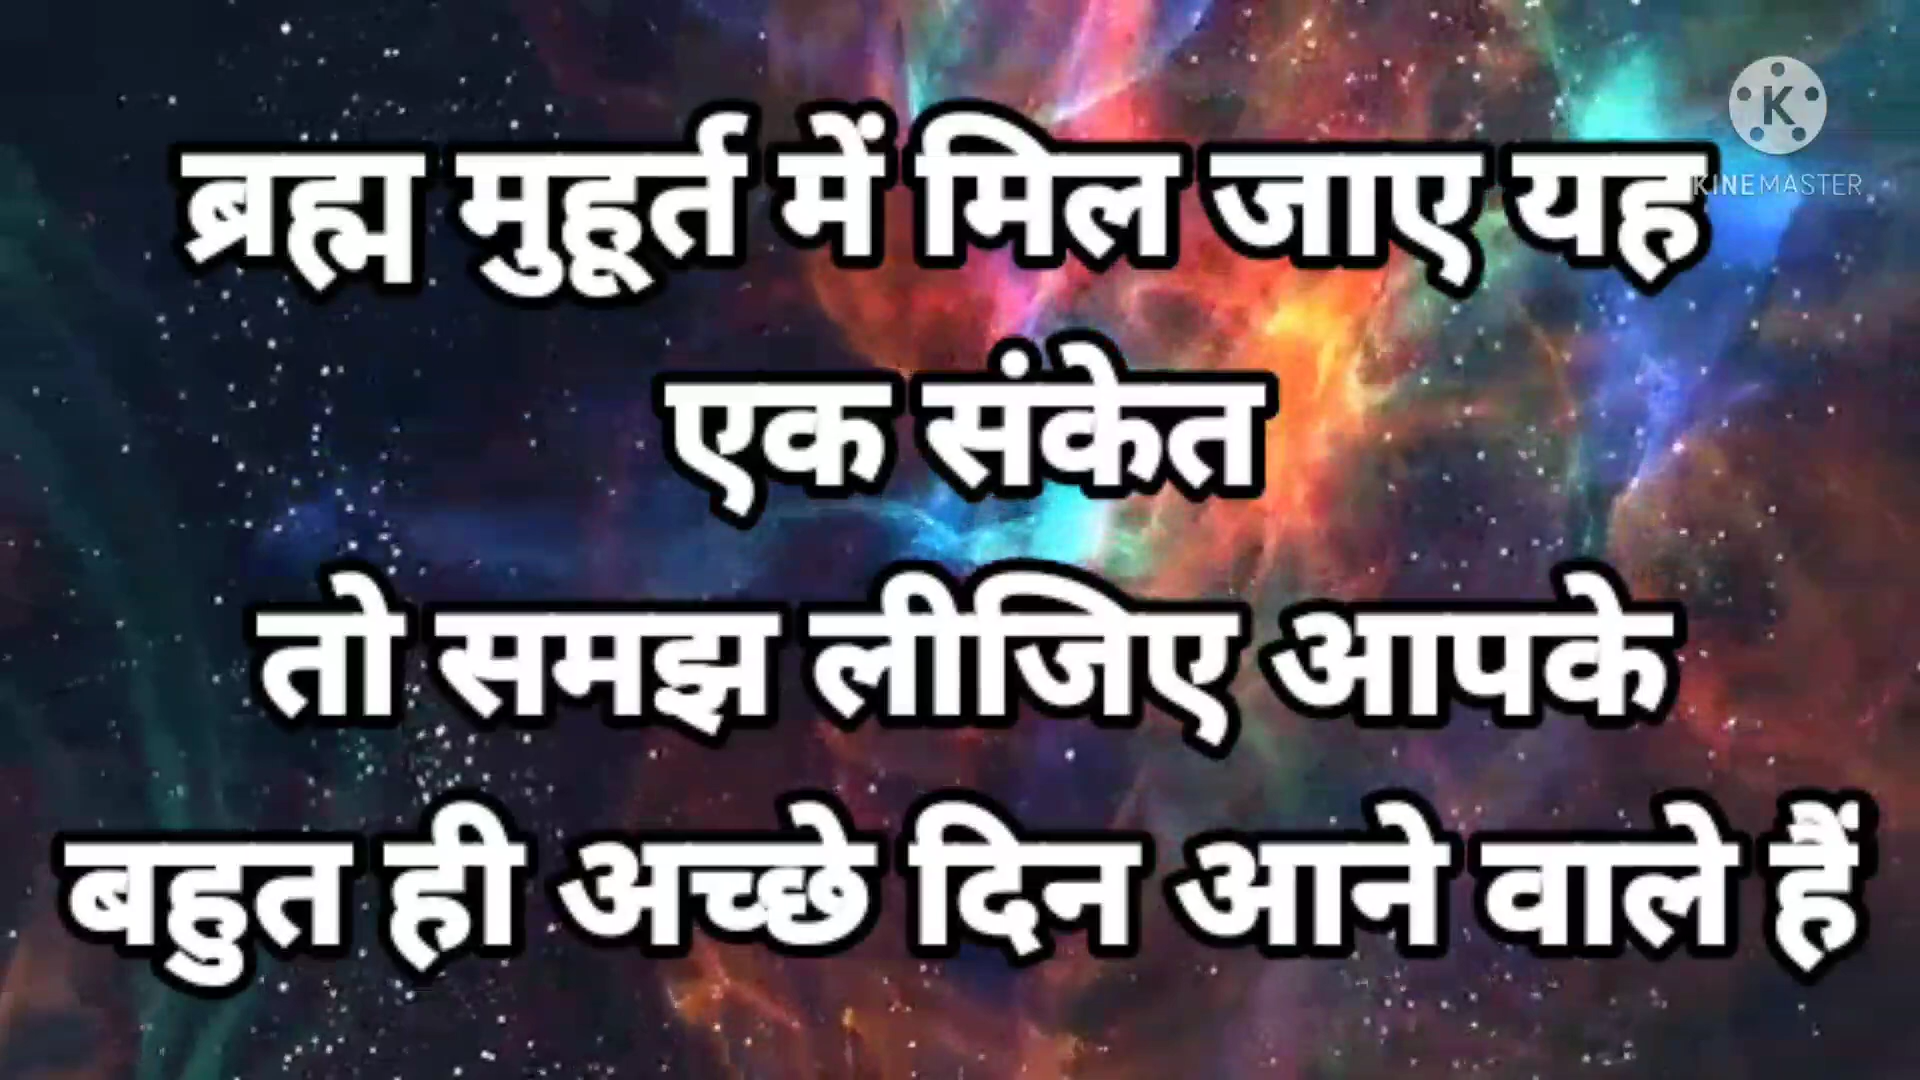 ब्रह्म मुहूर्त में मिल जाए यह
एक संकेत
तो समझ लीजिए आपके
बहुत ही अच्छे दिन आने वाले हैं
K
KINEMASTER